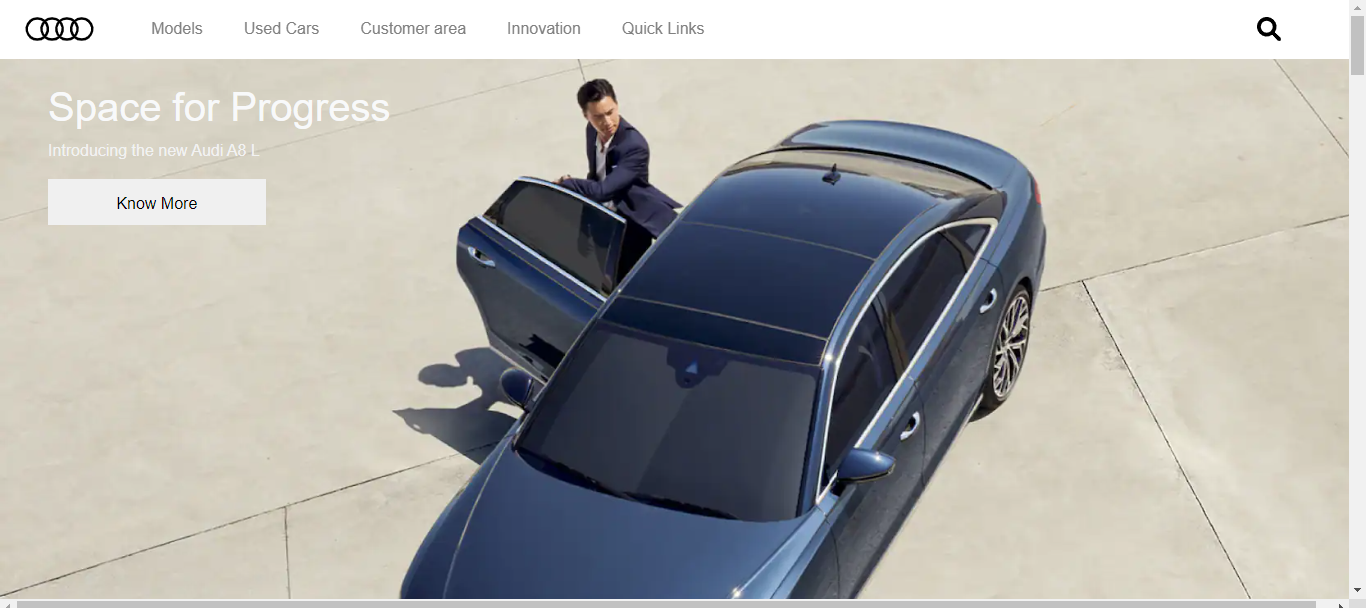 Models Used Cars Customer area Innovation Quick Links
Space for Progress
Introducing the new Audi A8 L
Know More